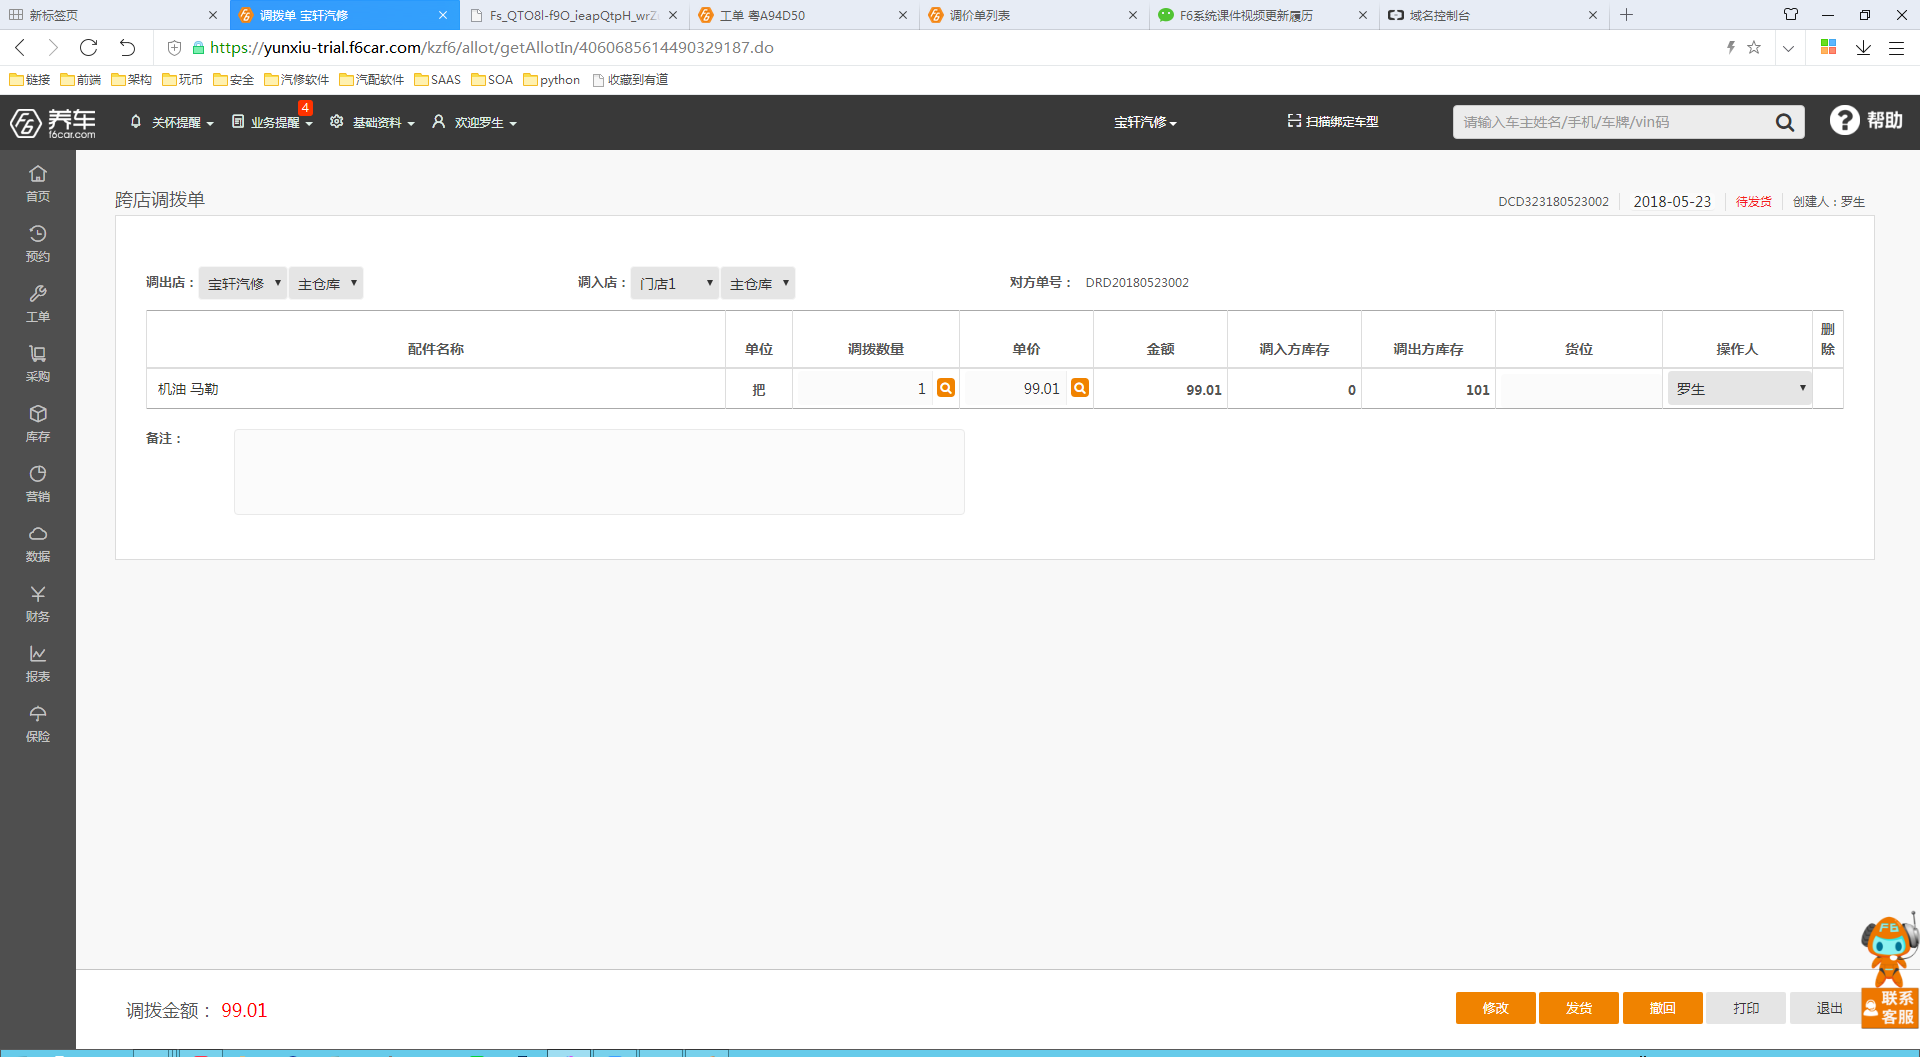 新标签页
调拨单 宝轩汽修
Fs_QTO8l-f9O_ieapQtpH_wrZ
工单 粤A94D50
调价单列表
F6系统课件视频更新履历
域名控制台
https://yunxiu-trial.f6car.com/kzf6/allot/getAllotIn/4060685614490329187.do
链接 前端 架构 玩币 安全 汽修软件 汽配软件 SAAS SOA python 收藏到有道
养车
f6car.com
关怀提醒 业务提醒 4 基础资料 欢迎罗生
宝轩汽修
扫描绑定车型
请输入车主姓名/手机/车牌/vin码
? 帮助
首页
预约
工单
采购
库存
营销
数据
财务
报表
保险
跨店调拨单
DCD323180523002 2018-05-23 待发货 创建人：罗生
调出店： 宝轩汽修 主仓库 调入店： 门店1 主仓库 对方单号： DRD20180523002
配件名称 单位 调拨数量 单价 金额 调入方库存 调出方库存 货位 操作人 删除
机油 马勒 把 1 99.01 99.01 0 101 罗生
备注：
调拨金额： 99.01
修改 发货 撤回 打印 退出
F6
联系
客服